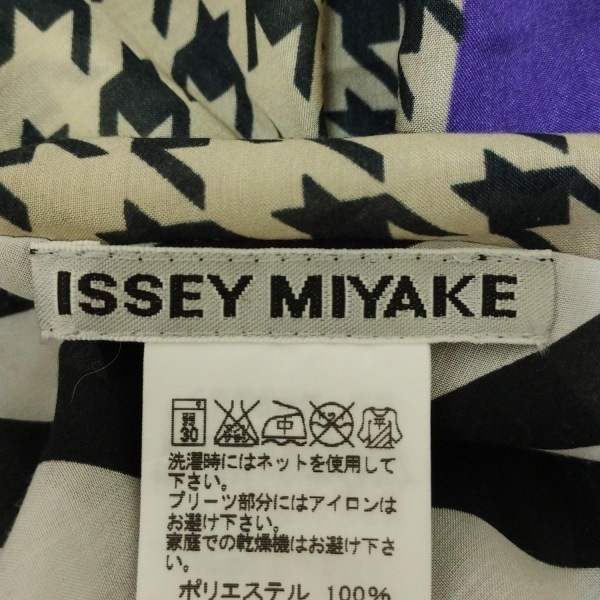 ISSEY MIYAKE
弱
30
中
洗濯時にはネットを使用して
下さい。
プリーツ部分にはアイロンは
お避け下さい。
家庭での乾燥機はお避け下さい。
ポリエステル 100%